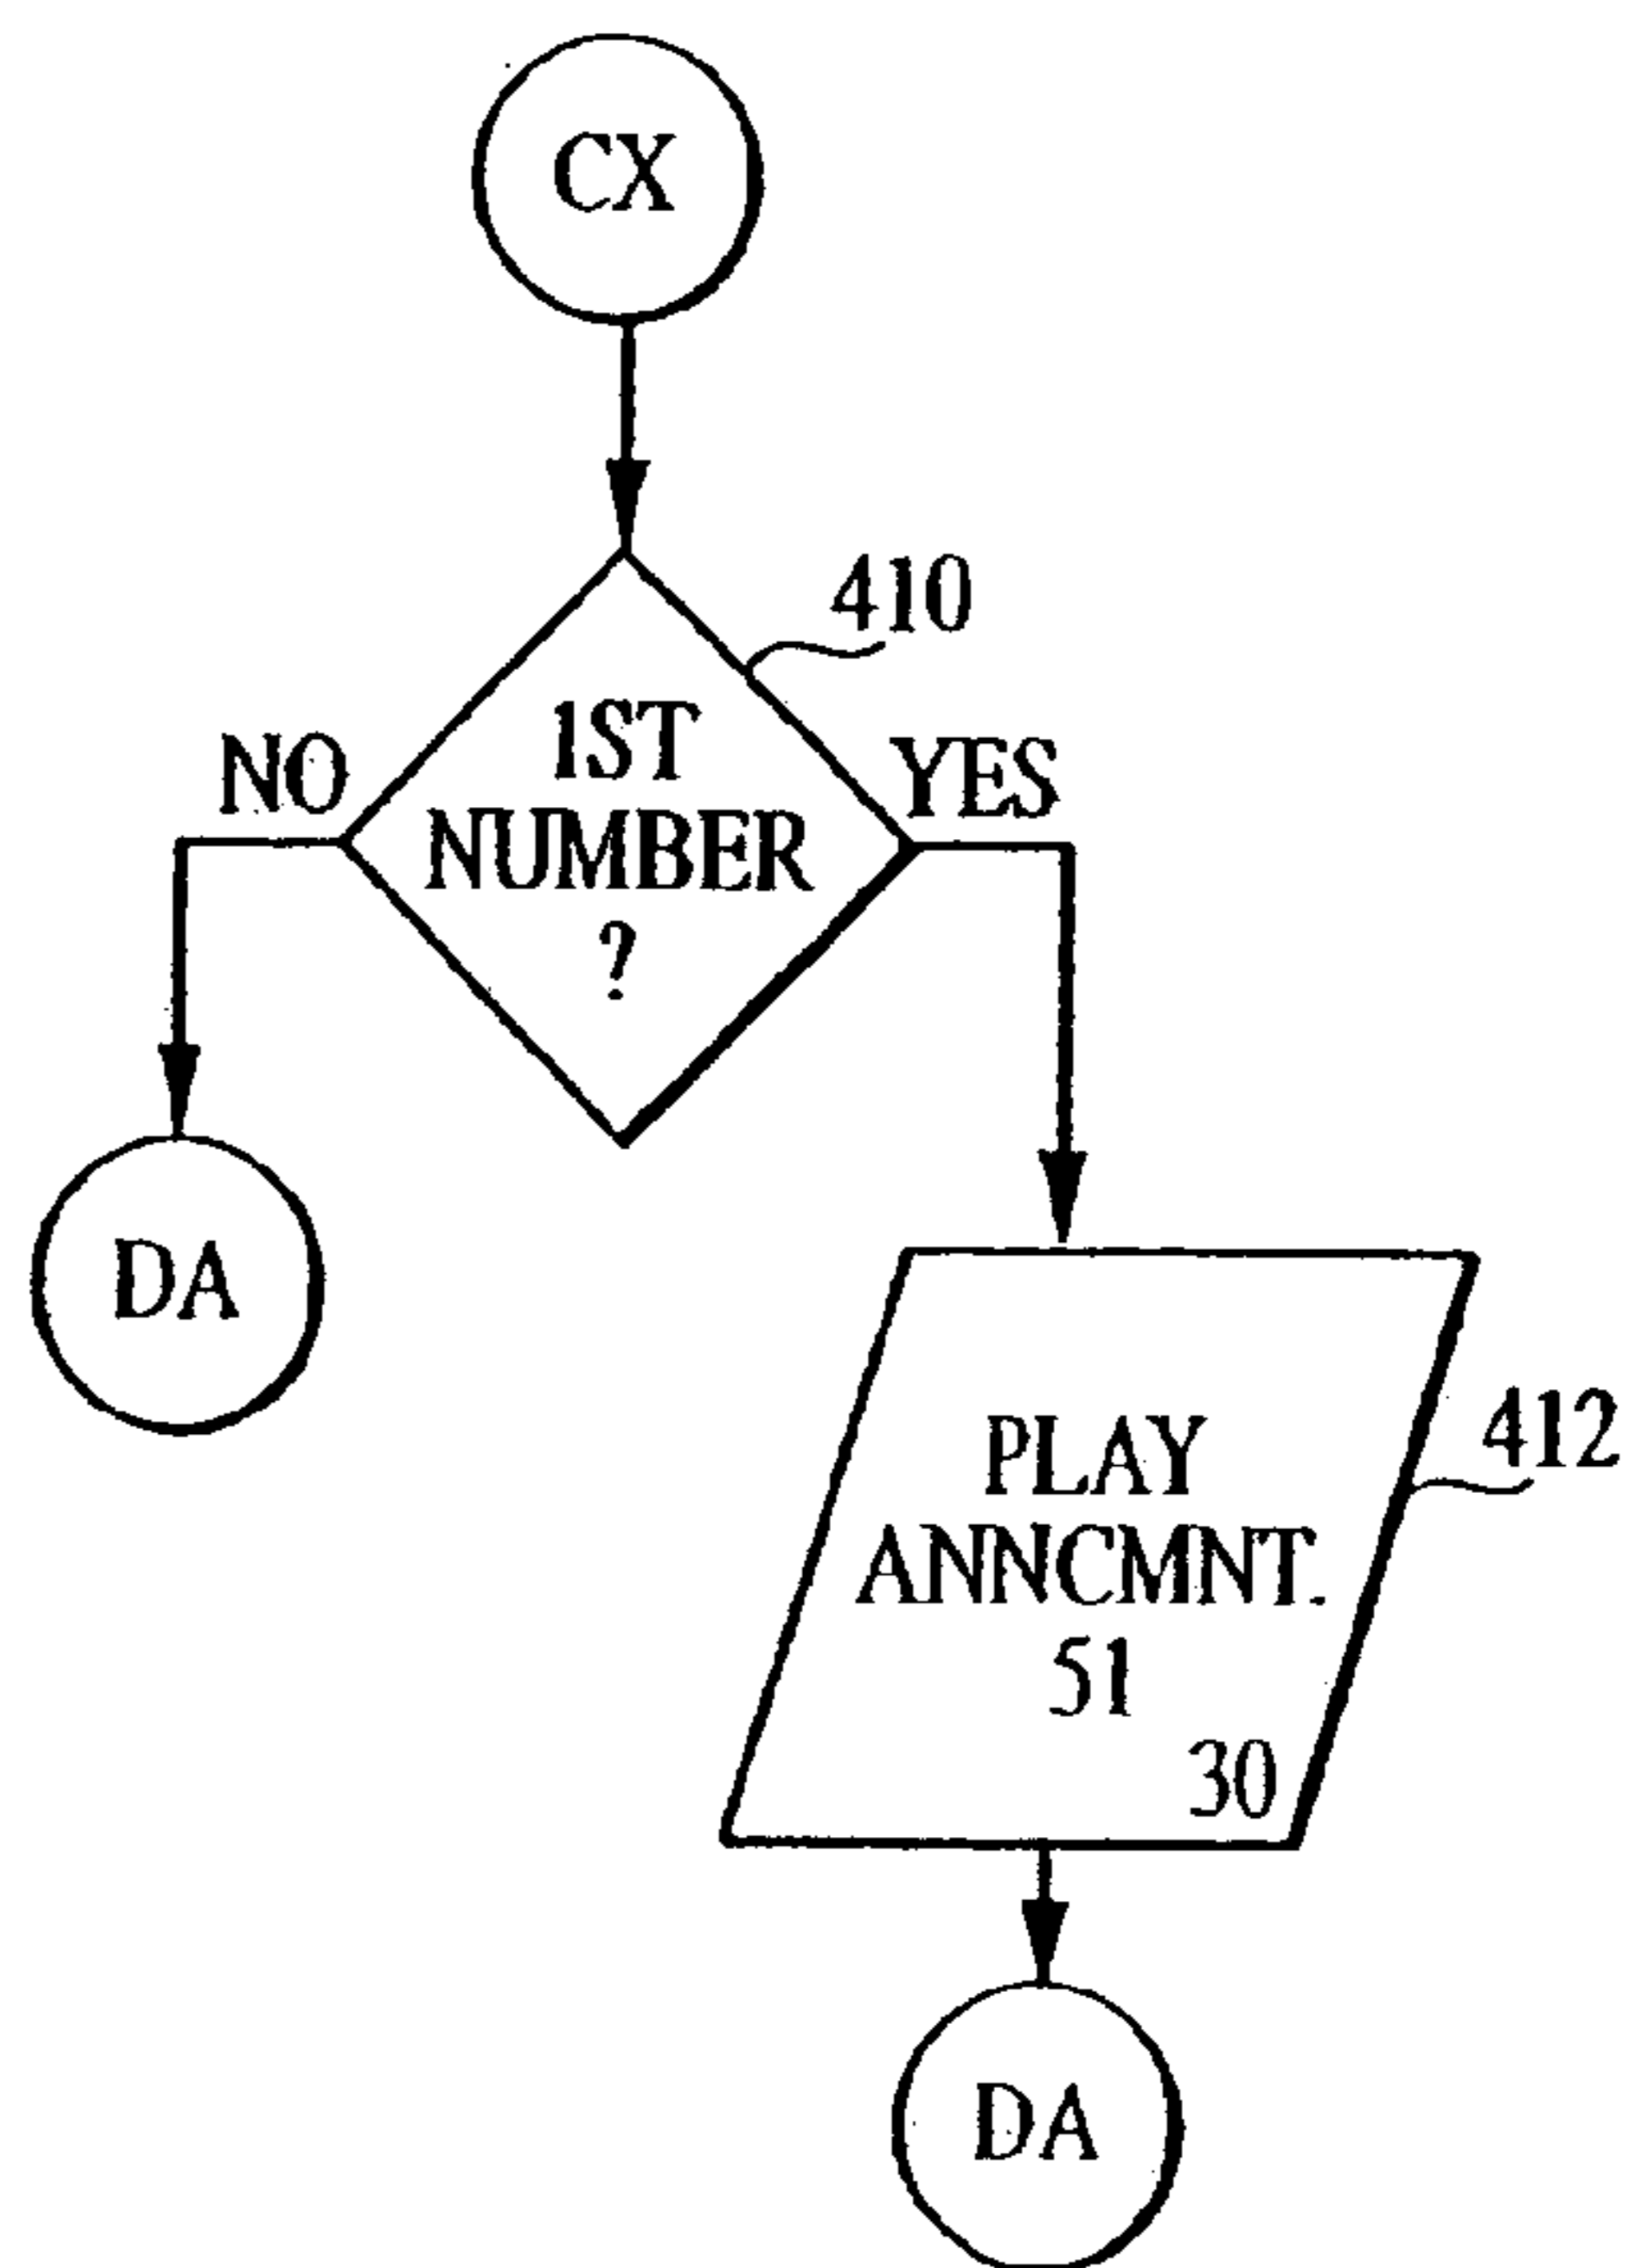 CX
410
1ST
NUMBER
?
NO
YES
DA
412
PLAY
ANNCMNT.
51
30
DA